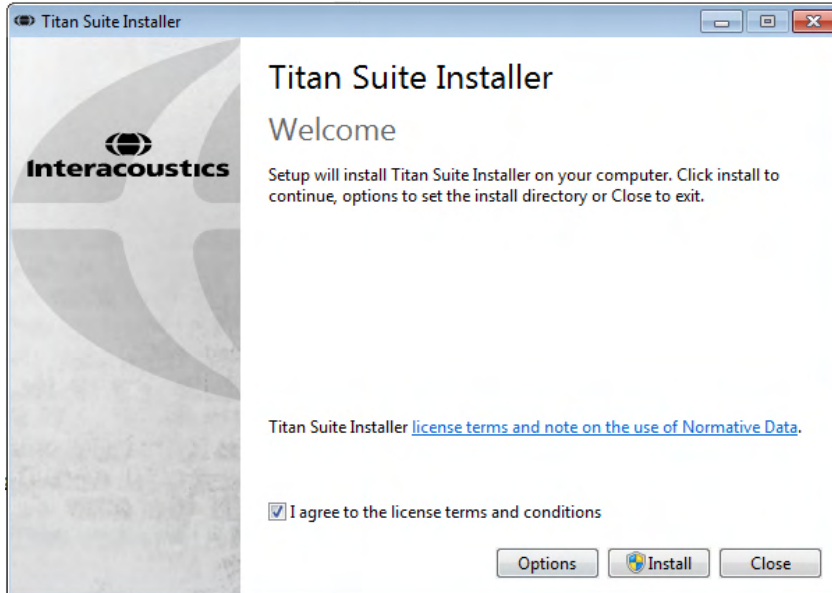 Titan Suite Installer
Titan Suite Installer
Welcome
Interacoustics
Setup will install Titan Suite Installer on your computer. Click install to
continue, options to set the install directory or Close to exit.
Titan Suite Installer license terms and note on the use of Normative Data.
I agree to the license terms and conditions
Options
Install
Close